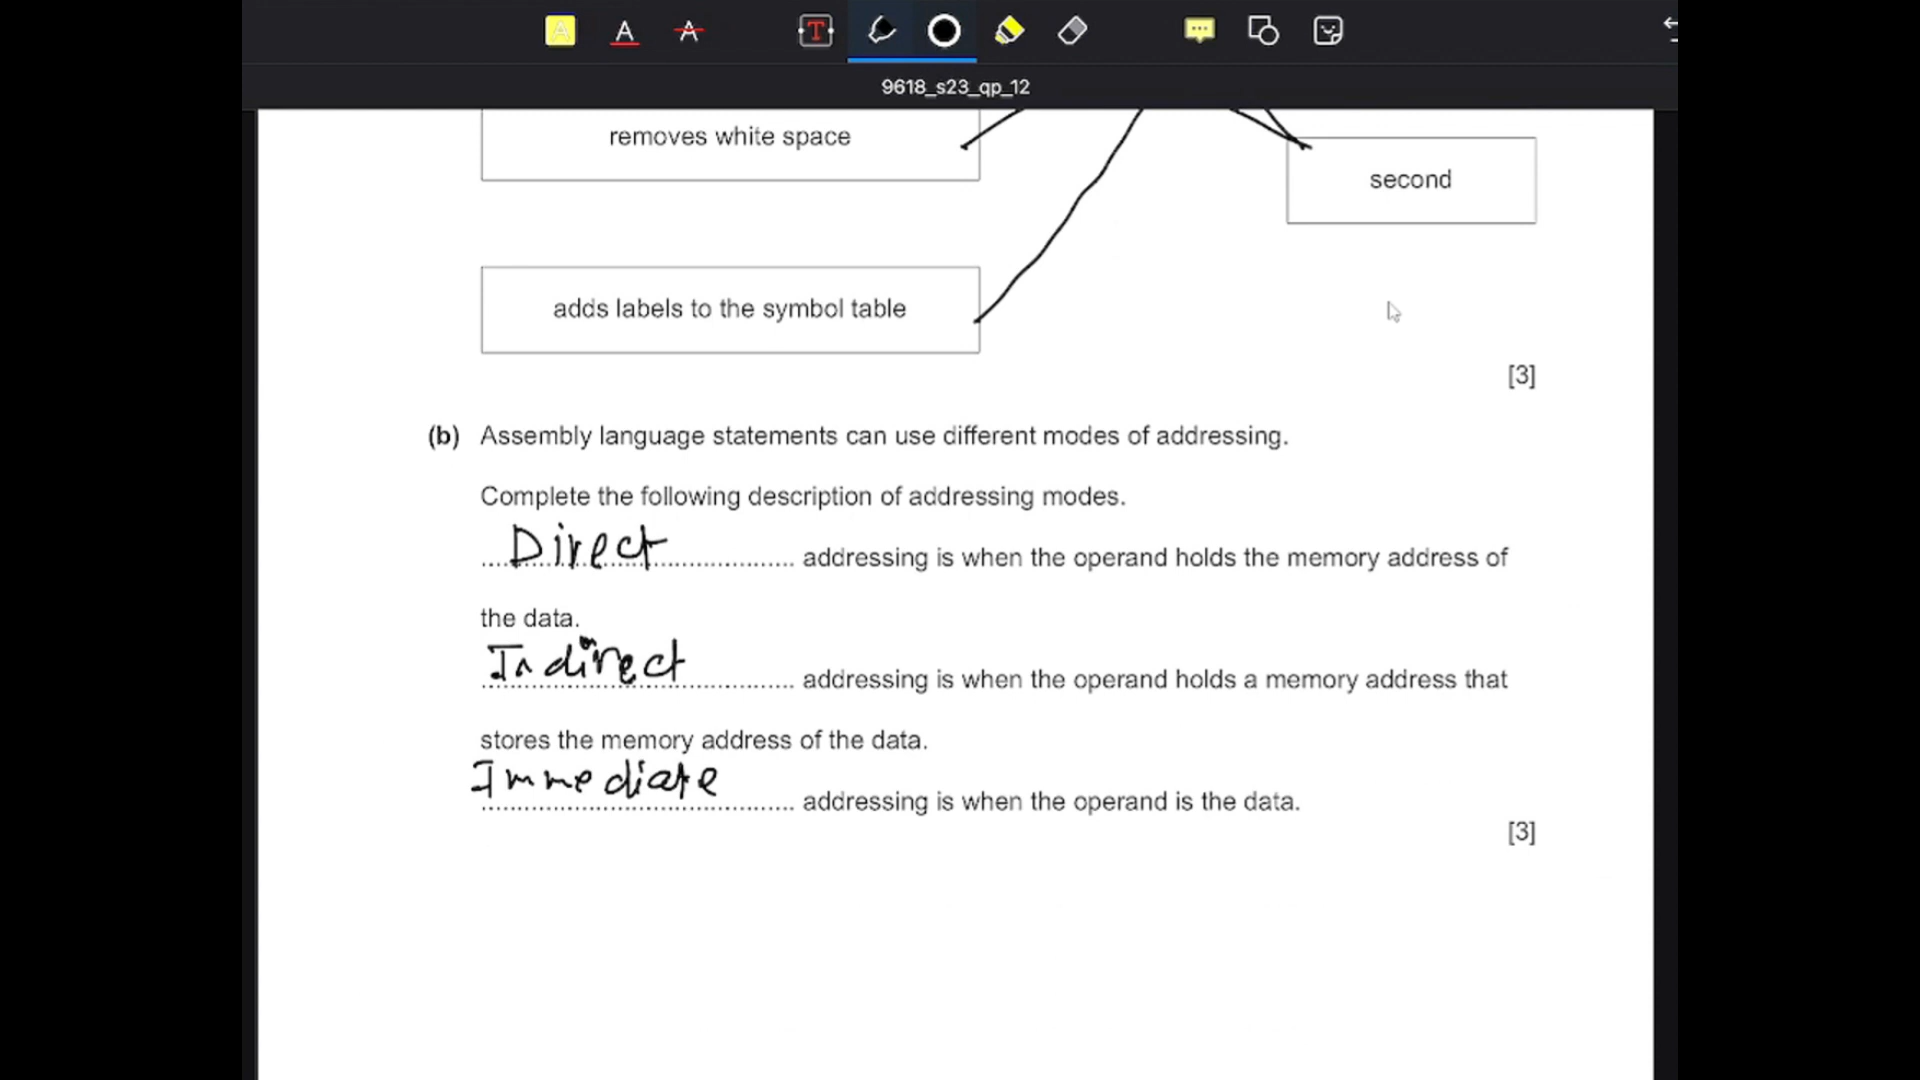 A A A T
9618_s23_qp_12
removes white space
second
adds labels to the symbol table
[3]
(b) Assembly language statements can use different modes of addressing.
Complete the following description of addressing modes.
Direct addressing is when the operand holds the memory address of
the data.
Indirect addressing is when the operand holds a memory address that
stores the memory address of the data.
Immediate addressing is when the operand is the data.
[3]